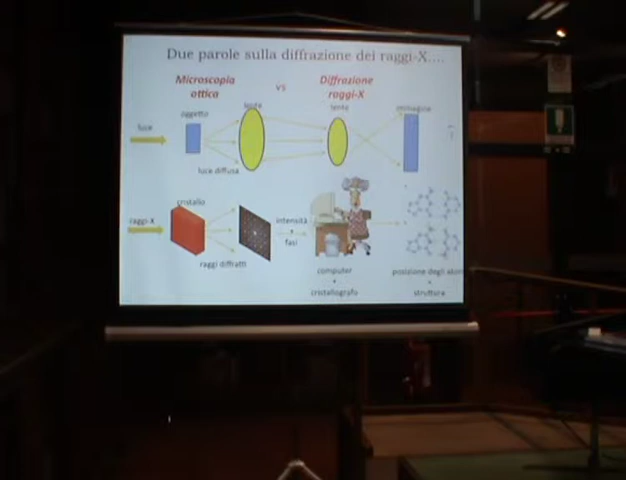 Due parole sulla diffrazione dei raggi-X....
Microscopia
ottica
vs
Diffrazione
raggi-X
oggetto
lente
lente
immagine
luce
luce diffusa
cristallo
raggi-X
raggi diffratti
intensità
+
fasi
computer
+
cristallografo
posizione degli atomi
+
struttura